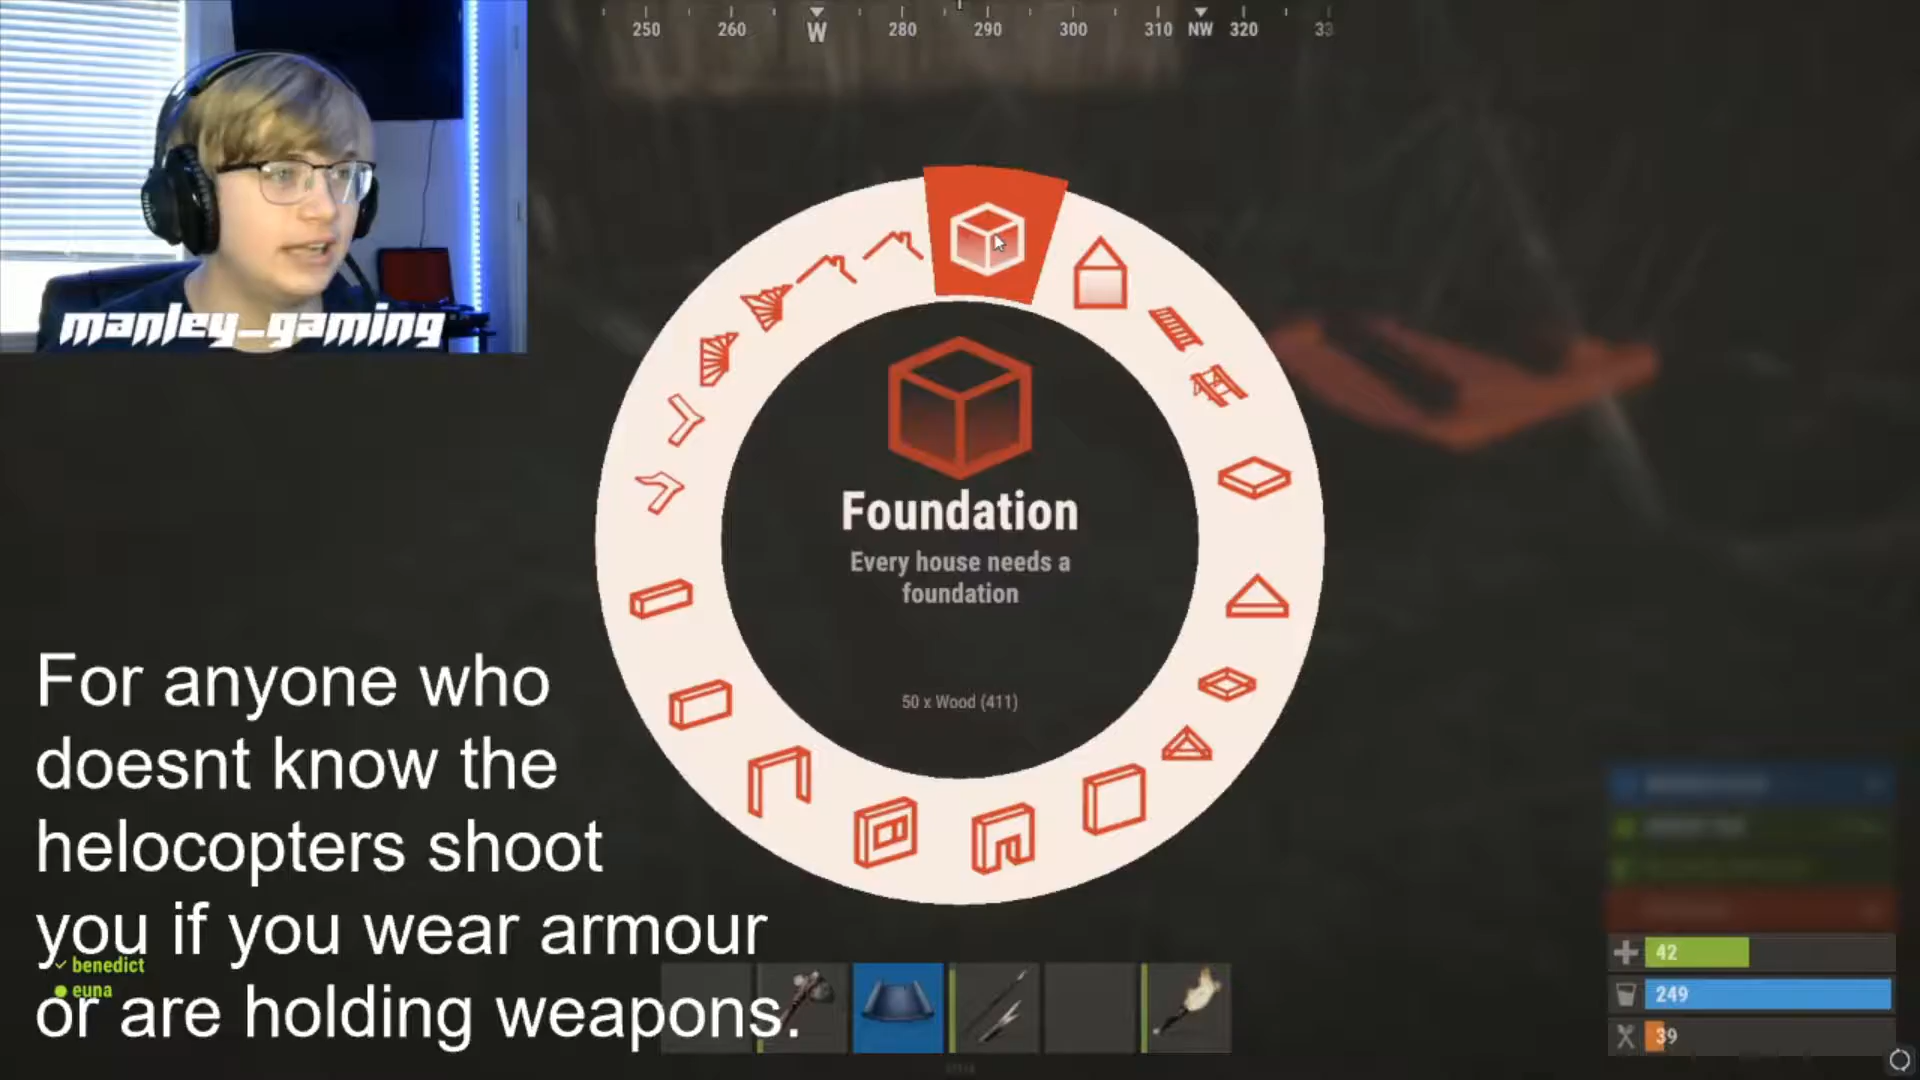 250 260 W 280 290 300 310 NW 320 33
manley_gaming
Foundation
Every house needs a
foundation
50 x Wood (411)
For anyone who
doesnt know the
helocopters shoot
you if you wear armour
or are holding weapons.
benedict
euna
42
249
39